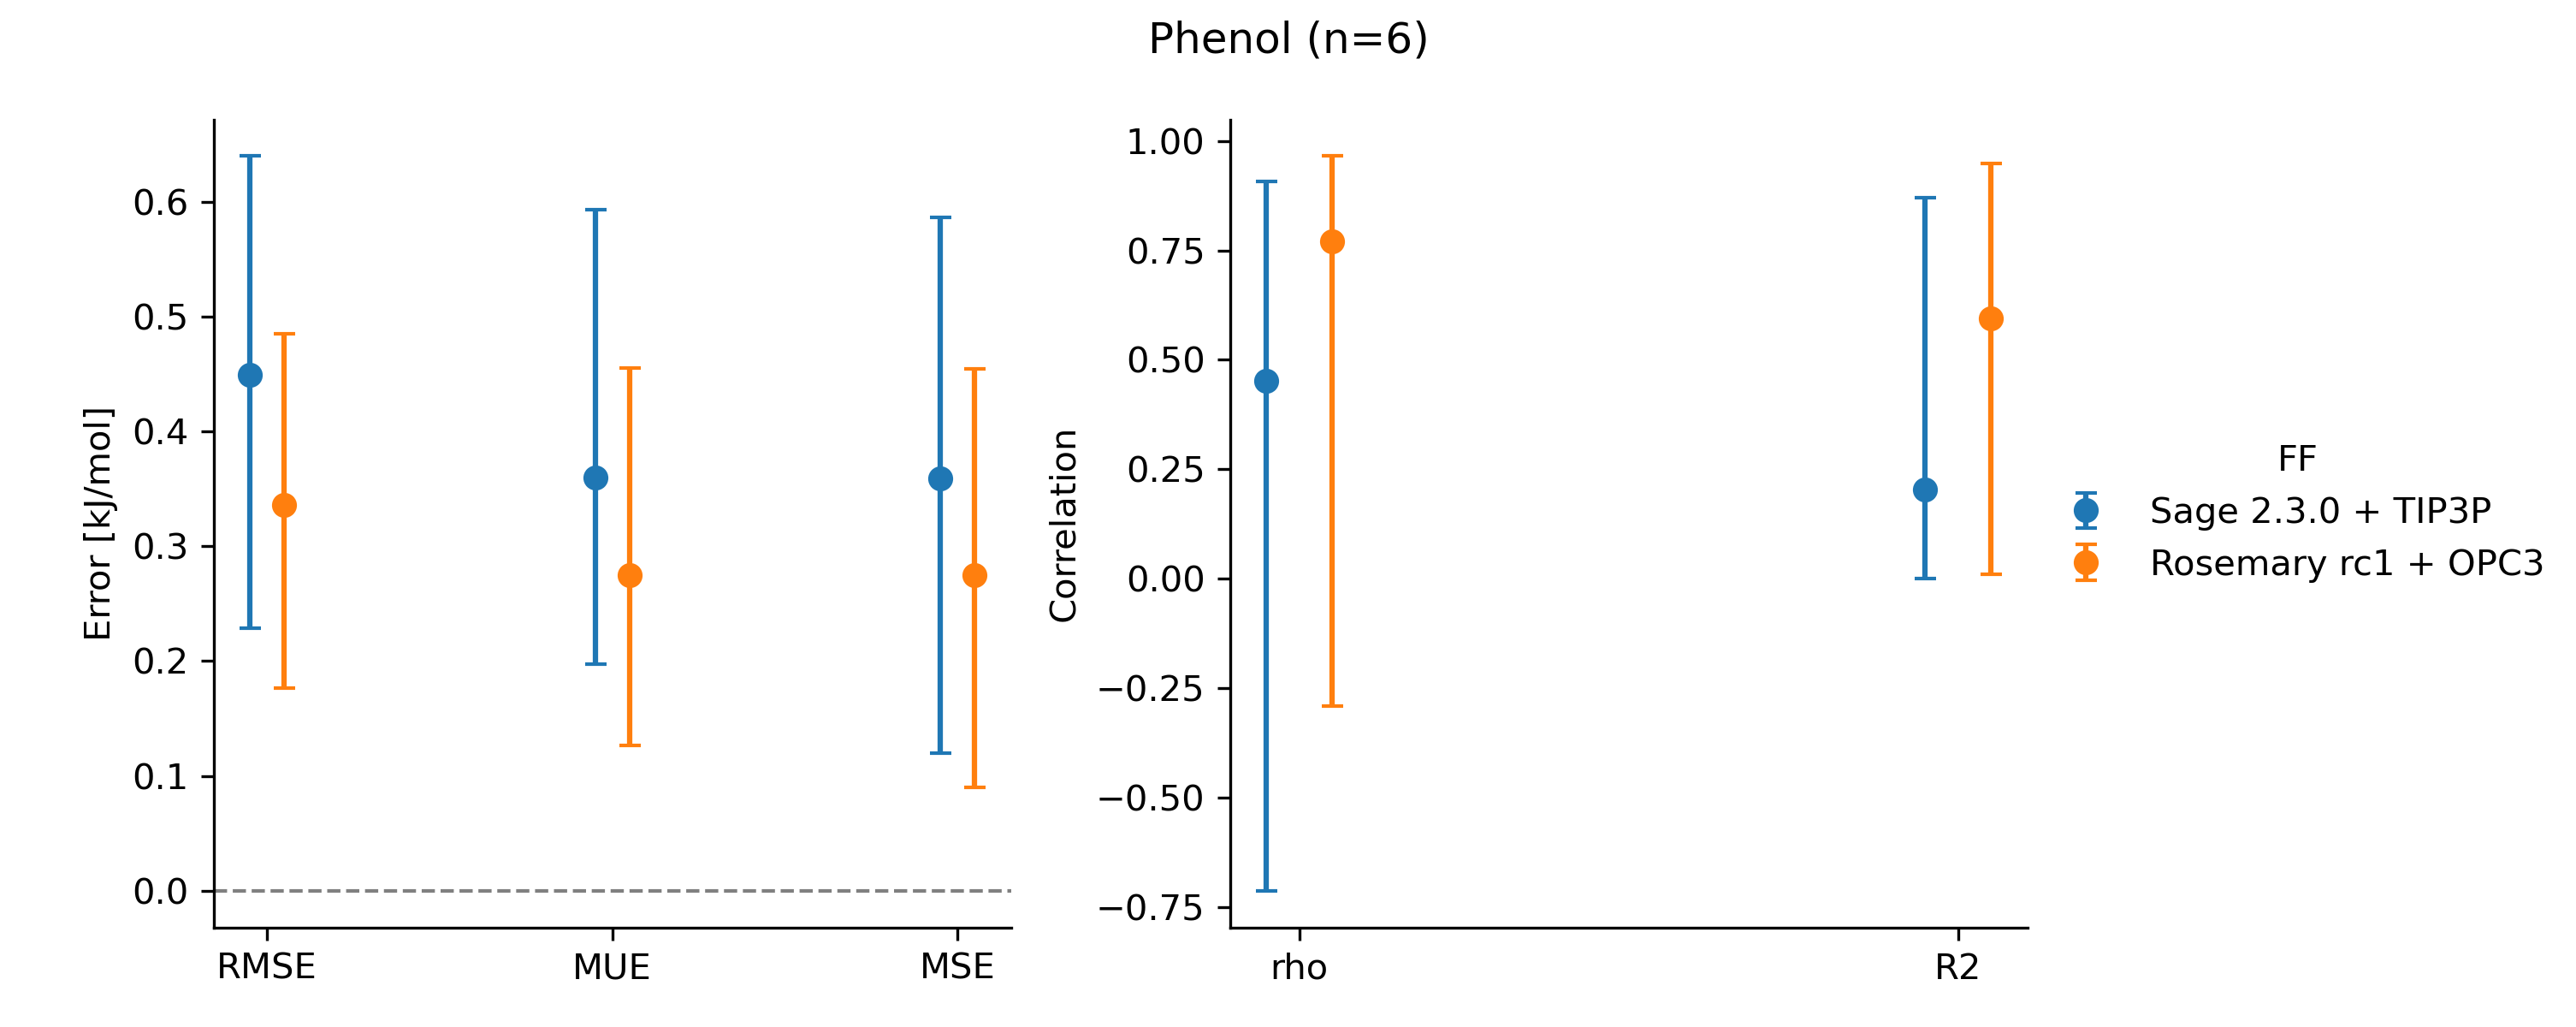 Phenol (n=6)
Error [kJ/mol]
0.6
0.5
0.4
0.3
0.2
0.1
0.0
RMSE
MUE
MSE
Correlation
1.00
0.75
0.50
0.25
0.00
−0.25
−0.50
−0.75
rho
R2
FF
Sage 2.3.0 + TIP3P
Rosemary rc1 + OPC3